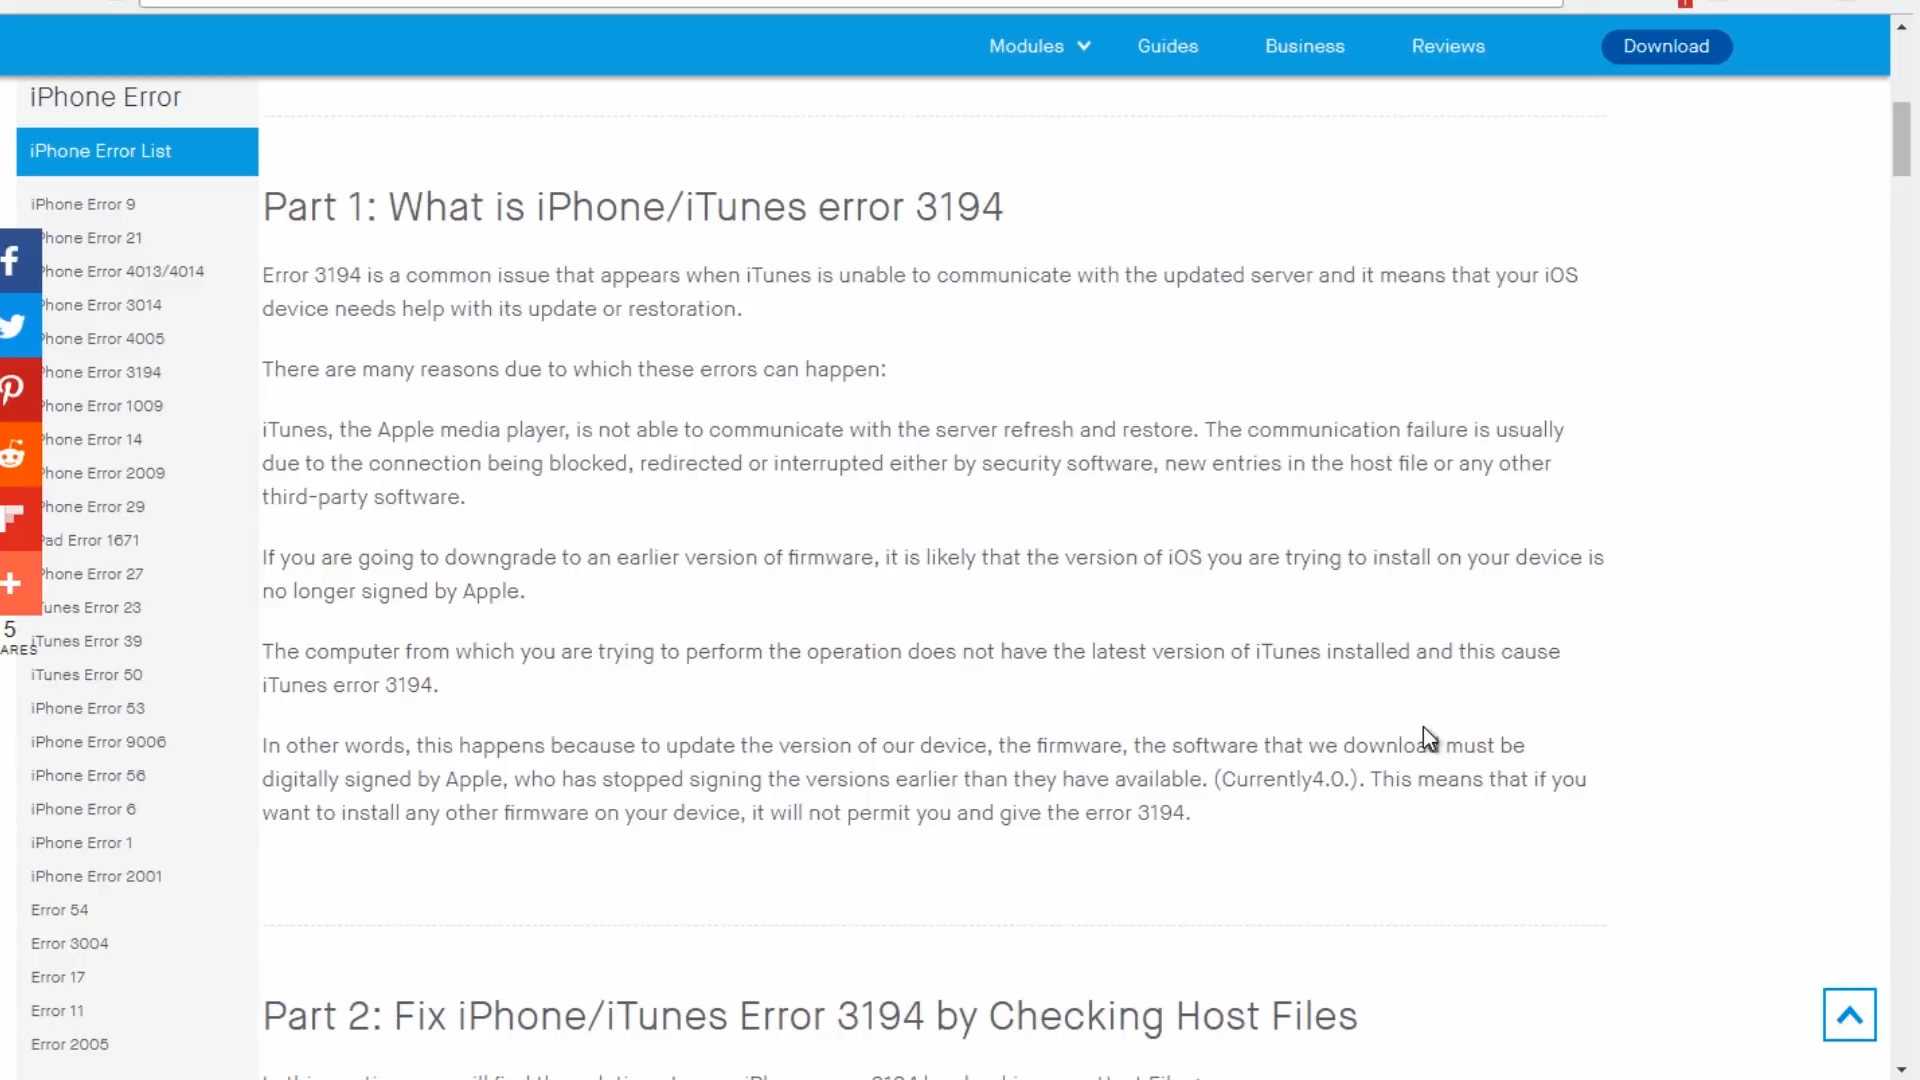 Modules Guides Business Reviews Download
iPhone Error
iPhone Error List
iPhone Error 9
Phone Error 21
Phone Error 4013/4014
Phone Error 3014
Phone Error 4005
Phone Error 3194
Phone Error 1009
Phone Error 14
Phone Error 2009
Phone Error 29
Pad Error 1671
Phone Error 27
Tunes Error 23
iTunes Error 39
iTunes Error 50
iPhone Error 53
iPhone Error 9006
iPhone Error 56
iPhone Error 6
iPhone Error 1
iPhone Error 2001
Error 54
Error 3004
Error 17
Error 11
Error 2005
5
ARES
Part 1: What is iPhone/iTunes error 3194
Error 3194 is a common issue that appears when iTunes is unable to communicate with the updated server and it means that your iOS
device needs help with its update or restoration.
There are many reasons due to which these errors can happen:
iTunes, the Apple media player, is not able to communicate with the server refresh and restore. The communication failure is usually
due to the connection being blocked, redirected or interrupted either by security software, new entries in the host file or any other
third-party software.
If you are going to downgrade to an earlier version of firmware, it is likely that the version of iOS you are trying to install on your device is
no longer signed by Apple.
The computer from which you are trying to perform the operation does not have the latest version of iTunes installed and this cause
iTunes error 3194.
In other words, this happens because to update the version of our device, the firmware, the software that we download must be
digitally signed by Apple, who has stopped signing the versions earlier than they have available. (Currently4.0.). This means that if you
want to install any other firmware on your device, it will not permit you and give the error 3194.
Part 2: Fix iPhone/iTunes Error 3194 by Checking Host Files